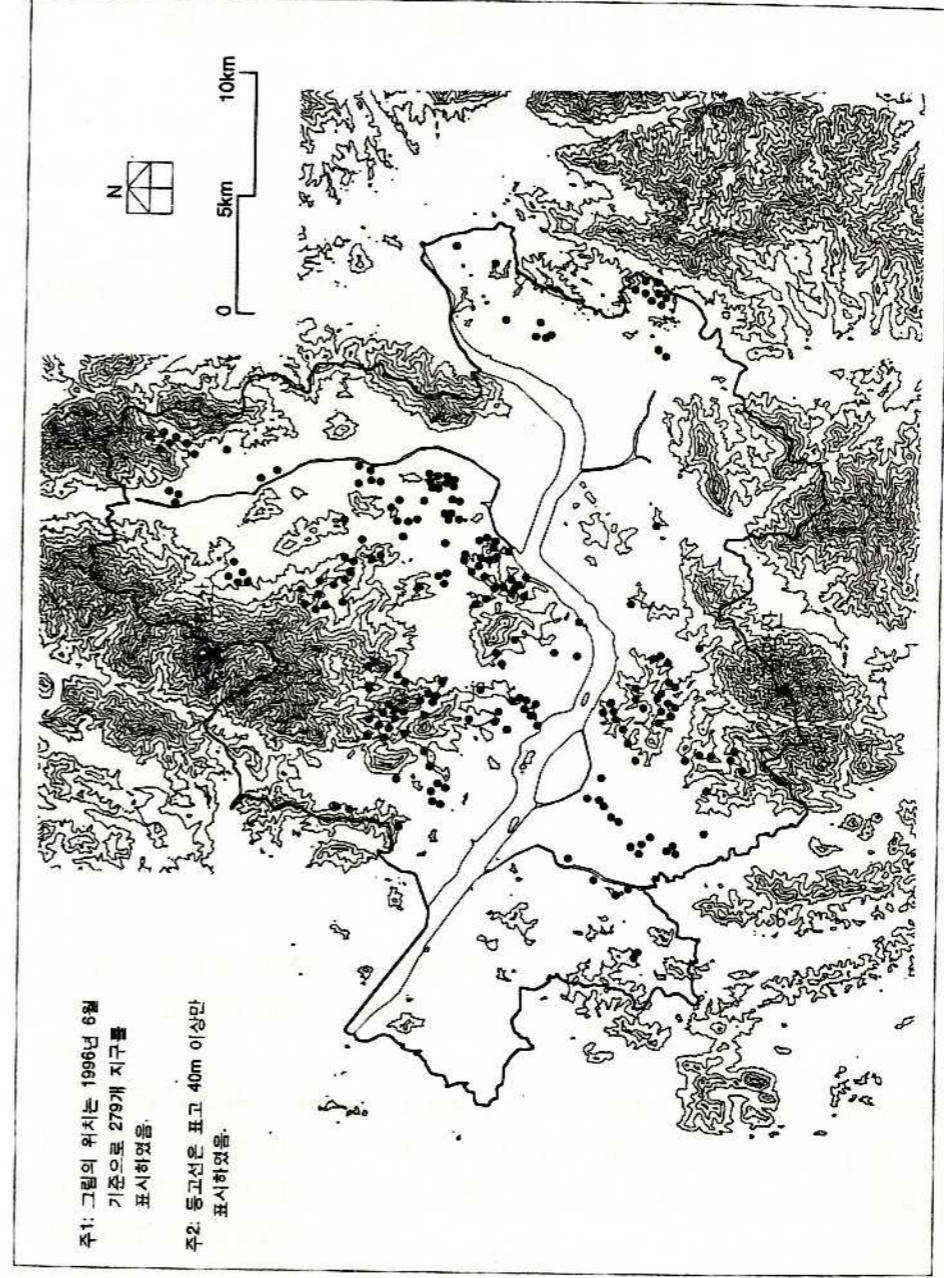 주1: 그림의 위치는 1996년 6월
기준으로 279개 지구를
표시하였음.
주2: 등고선은 표고 40m 이상만
표시하였음.
N
0
5km
10km